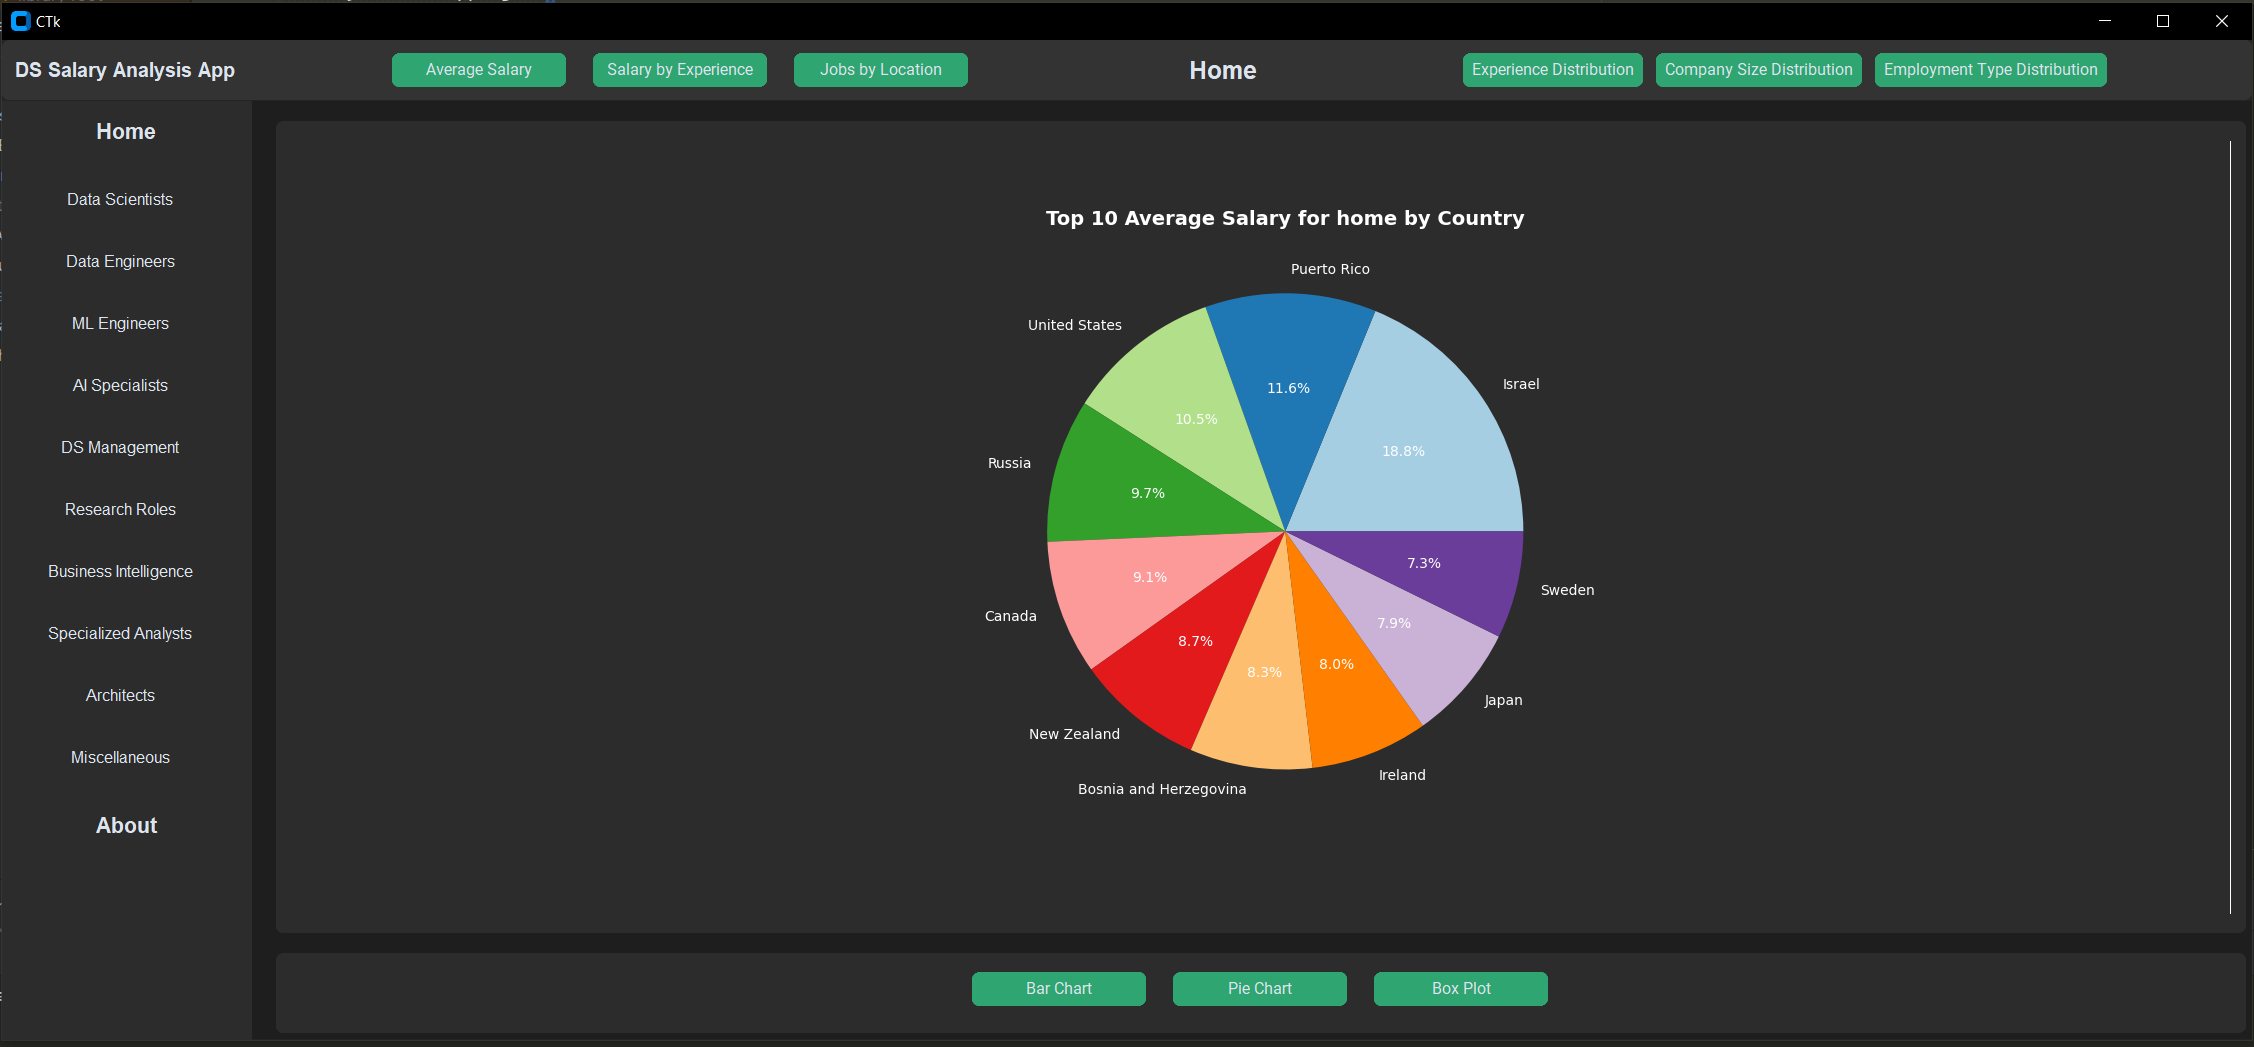 CTk
DS Salary Analysis App
Average Salary
Salary by Experience
Jobs by Location
Home
Experience Distribution
Company Size Distribution
Employment Type Distribution
Home
Data Scientists
Data Engineers
ML Engineers
AI Specialists
DS Management
Research Roles
Business Intelligence
Specialized Analysts
Architects
Miscellaneous
About
Top 10 Average Salary for home by Country
Puerto Rico
United States
Israel
11.6%
10.5%
18.8%
Russia
9.7%
9.1%
7.3%
Sweden
Canada
8.7%
7.9%
8.3%
8.0%
Japan
New Zealand
Ireland
Bosnia and Herzegovina
Bar Chart
Pie Chart
Box Plot